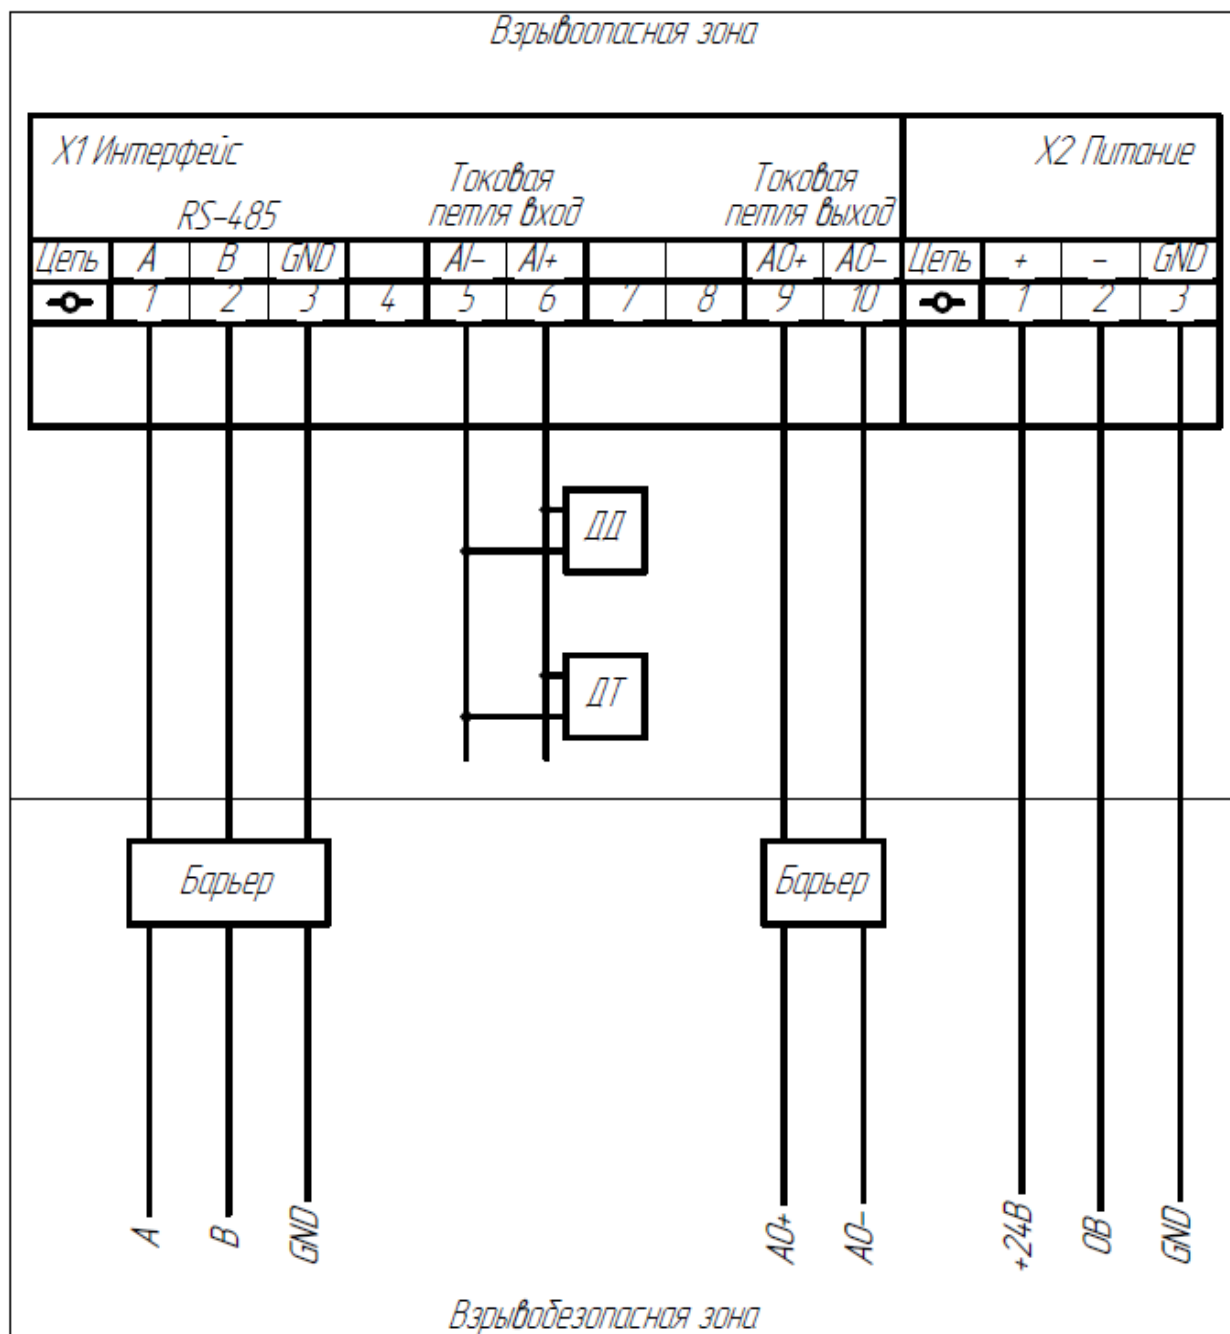 Взрывоопасная зона
X1 Интерфейс
X2 Питание
Токовая
петля вход
Токовая
петля выход
RS-485
Цепь A B GND AI- AI+ AO+ AO- Цепь + - GND
1 2 3 4 5 6 7 8 9 10 1 2 3
ДД
ДТ
Барьер
Барьер
A
B
GND
AO+
AO-
+24В
0В
GND
Взрывобезопасная зона